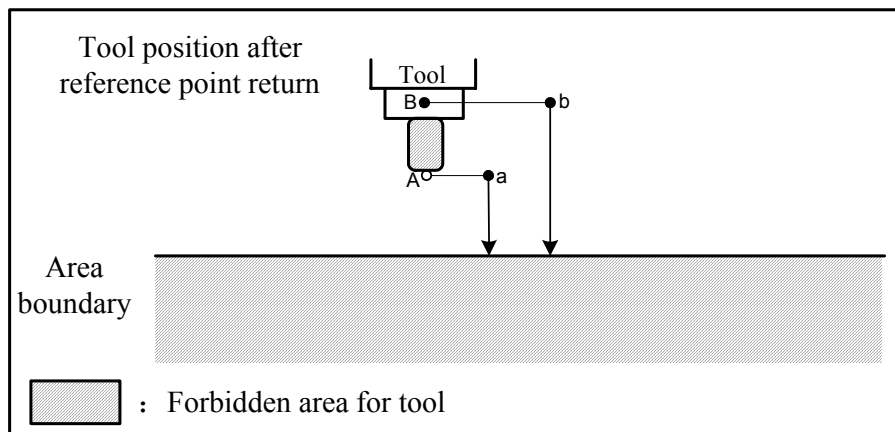 Tool position after
reference point return
Tool
B
b
A
a
Area
boundary
: Forbidden area for tool